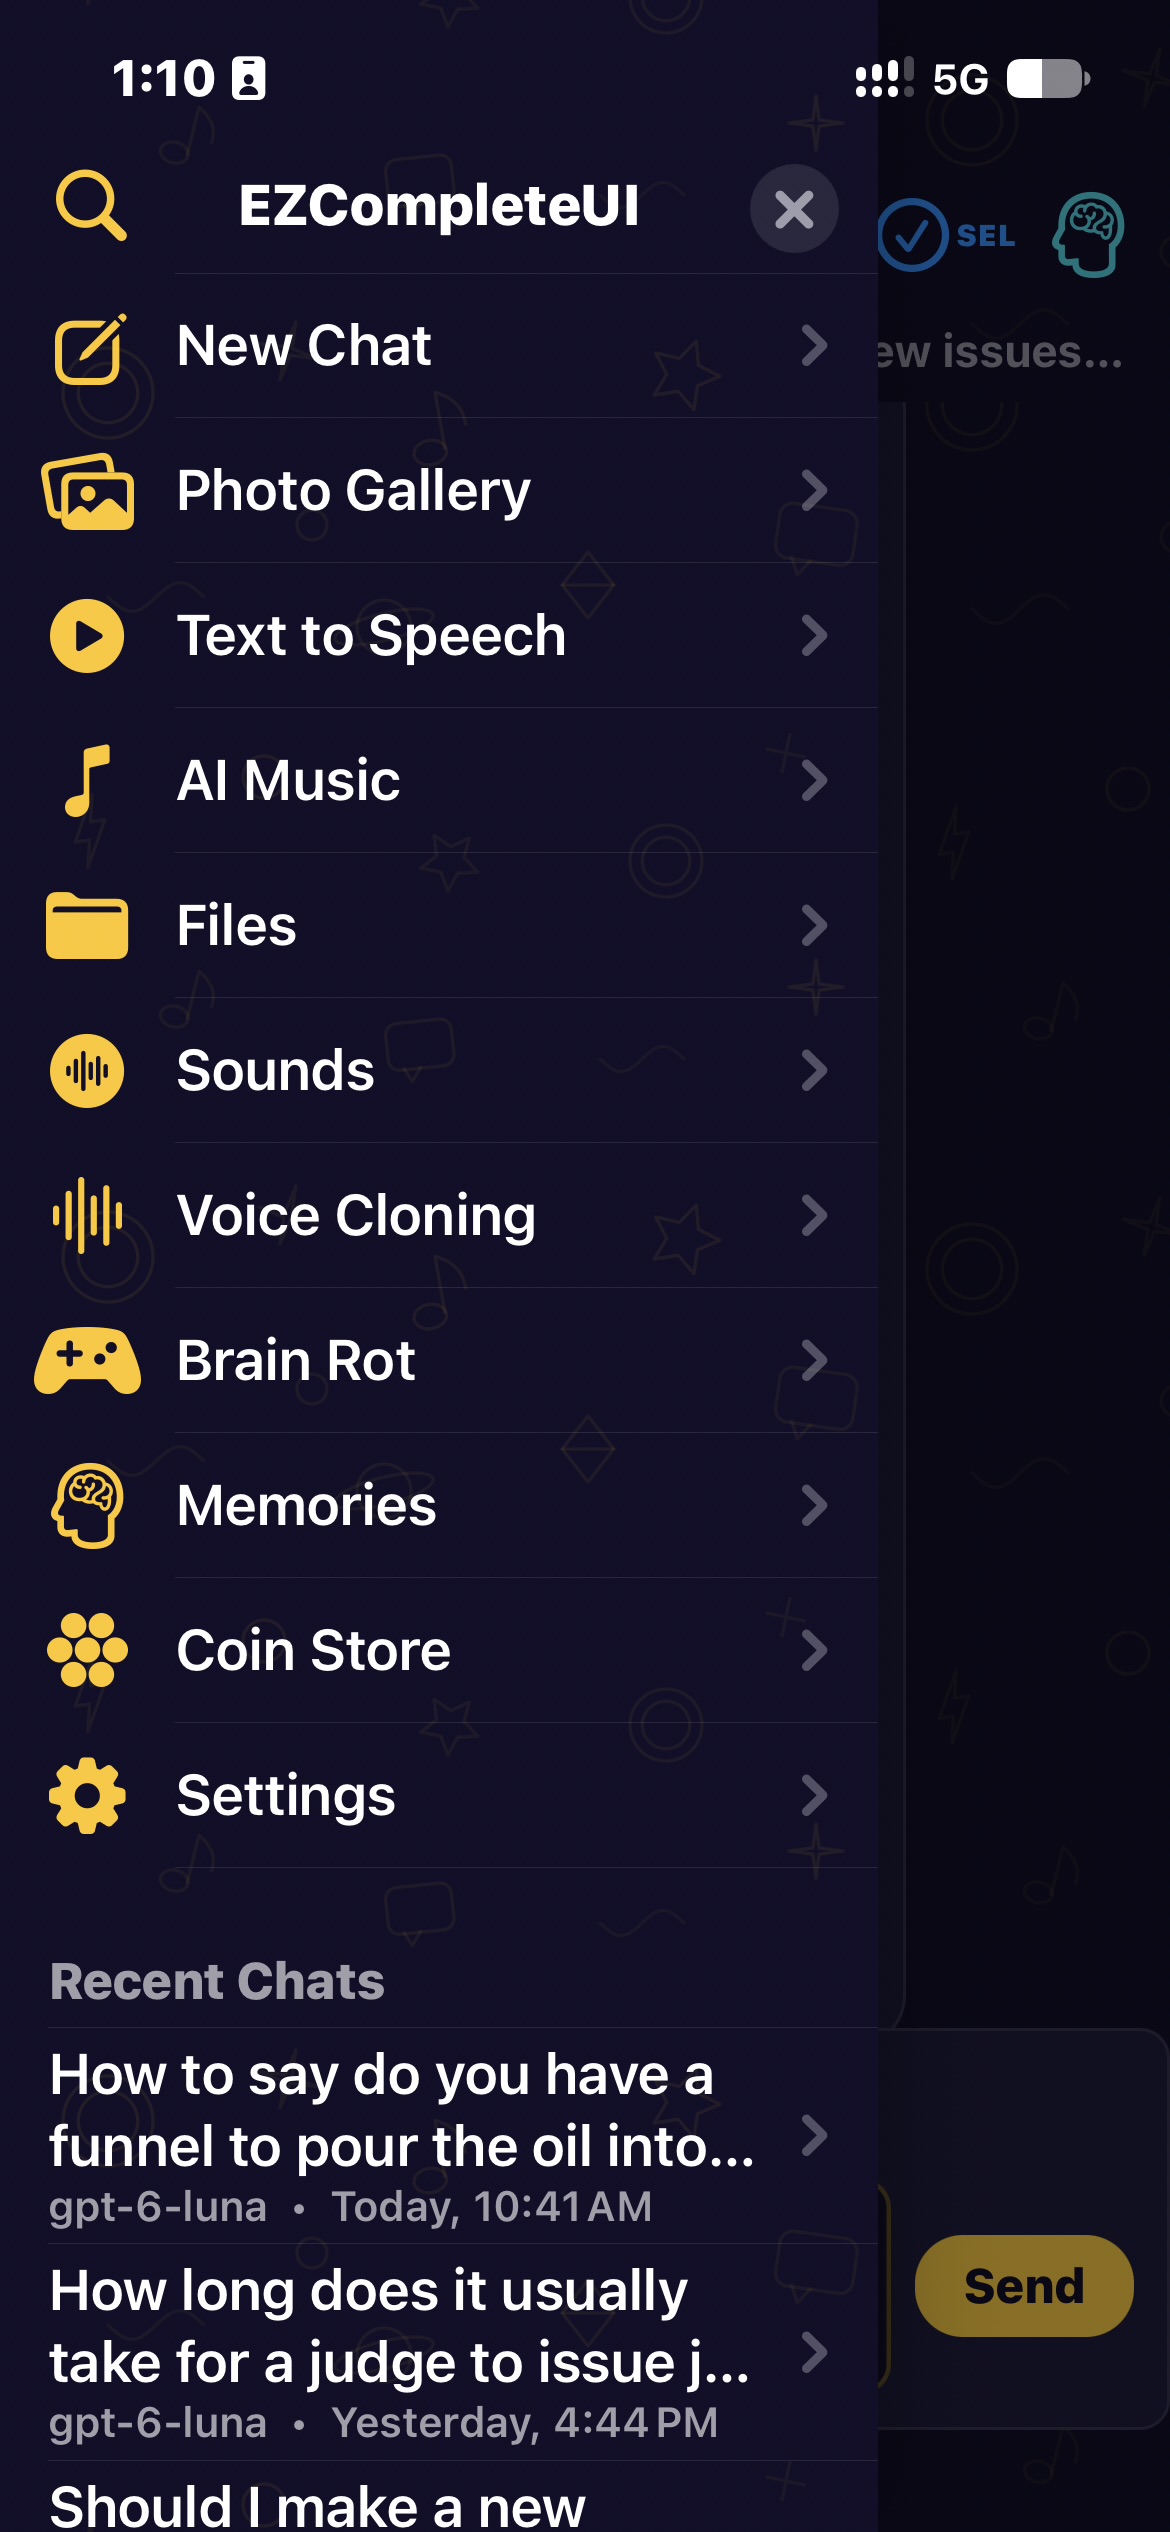 1:10
5G
EZCompleteUI
SEL
New Chat
ew issues...
Photo Gallery
Text to Speech
AI Music
Files
Sounds
Voice Cloning
Brain Rot
Memories
Coin Store
Settings
Recent Chats
How to say do you have a
funnel to pour the oil into...
gpt-6-luna • Today, 10:41 AM
Send
How long does it usually
take for a judge to issue j...
gpt-6-luna • Yesterday, 4:44 PM
Should I make a new